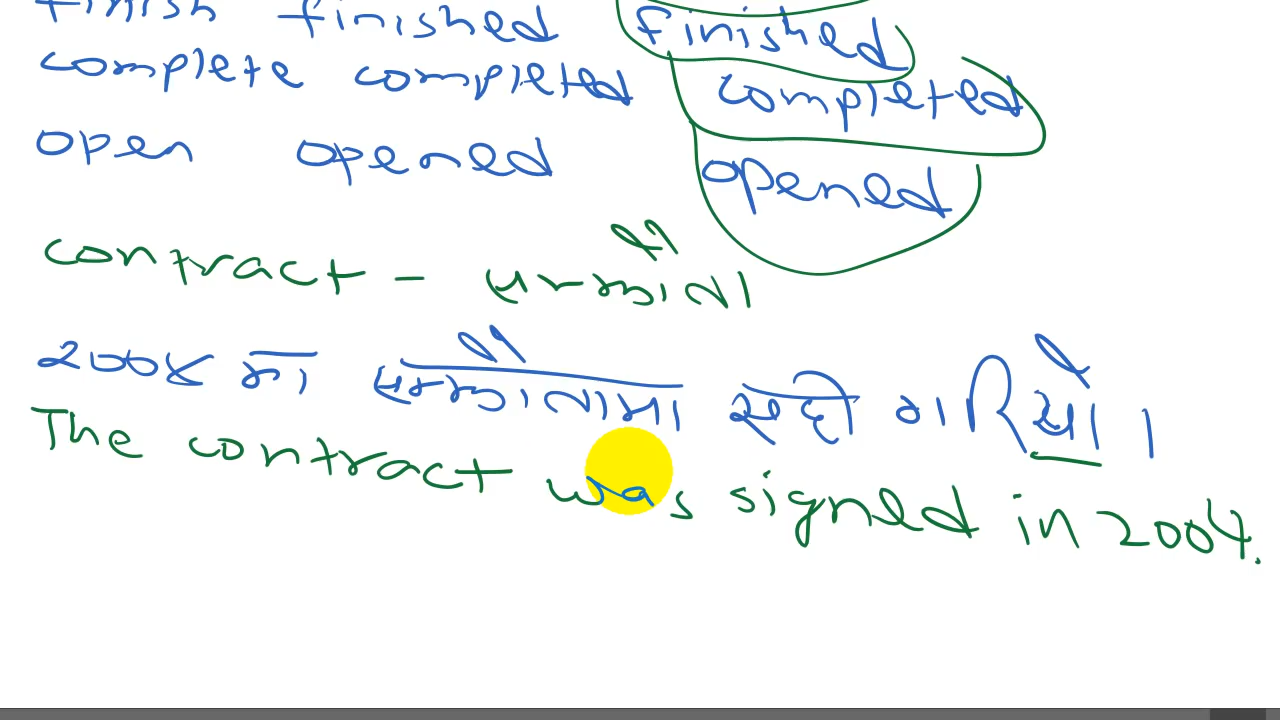 finish finished finished
complete completed completed
open opened opened
contract - सम्झौता
२००४ मा सम्झौतामा सही गरियो।
The contract was signed in 2004.